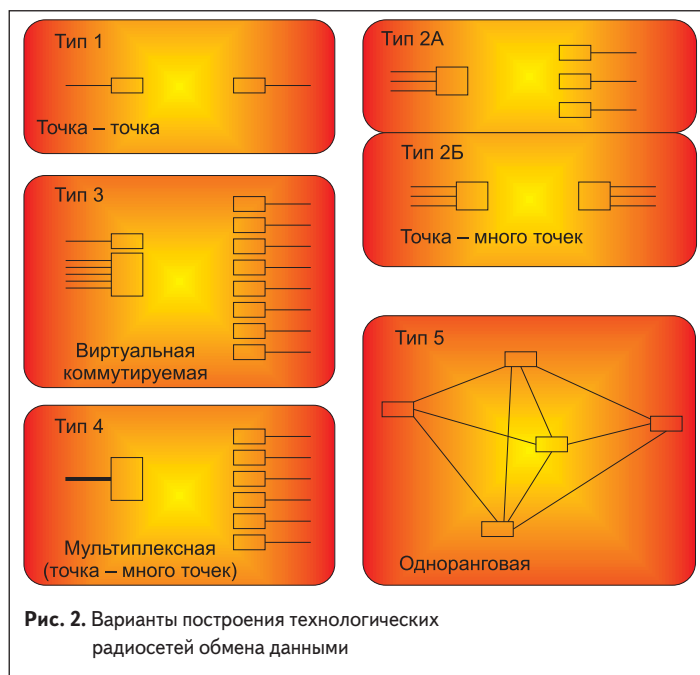 Тип 1
Точка – точка
Тип 2А
Тип 2Б
Точка – много точек
Тип 3
Виртуальная
коммутируемая
Тип 4
Мультиплексная
(точка – много точек)
Тип 5
Одноранговая
Рис. 2. Варианты построения технологических
радиосетей обмена данными